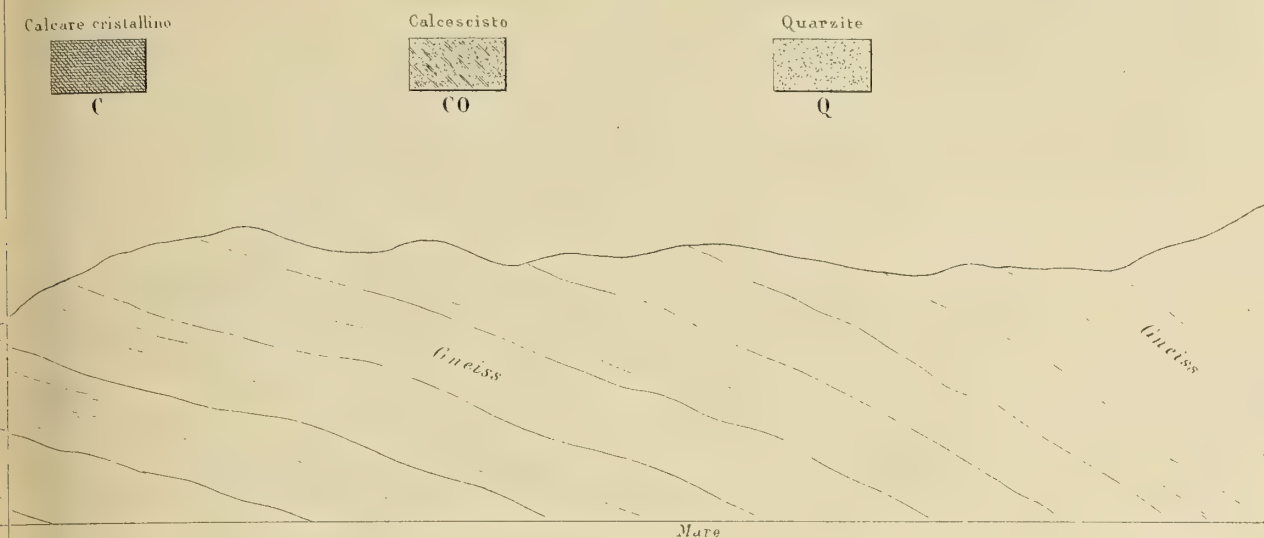 Calcare cristallino
C
Calcescisto
CO
Quarzite
Q
Gneiss
Gneiss
Mare